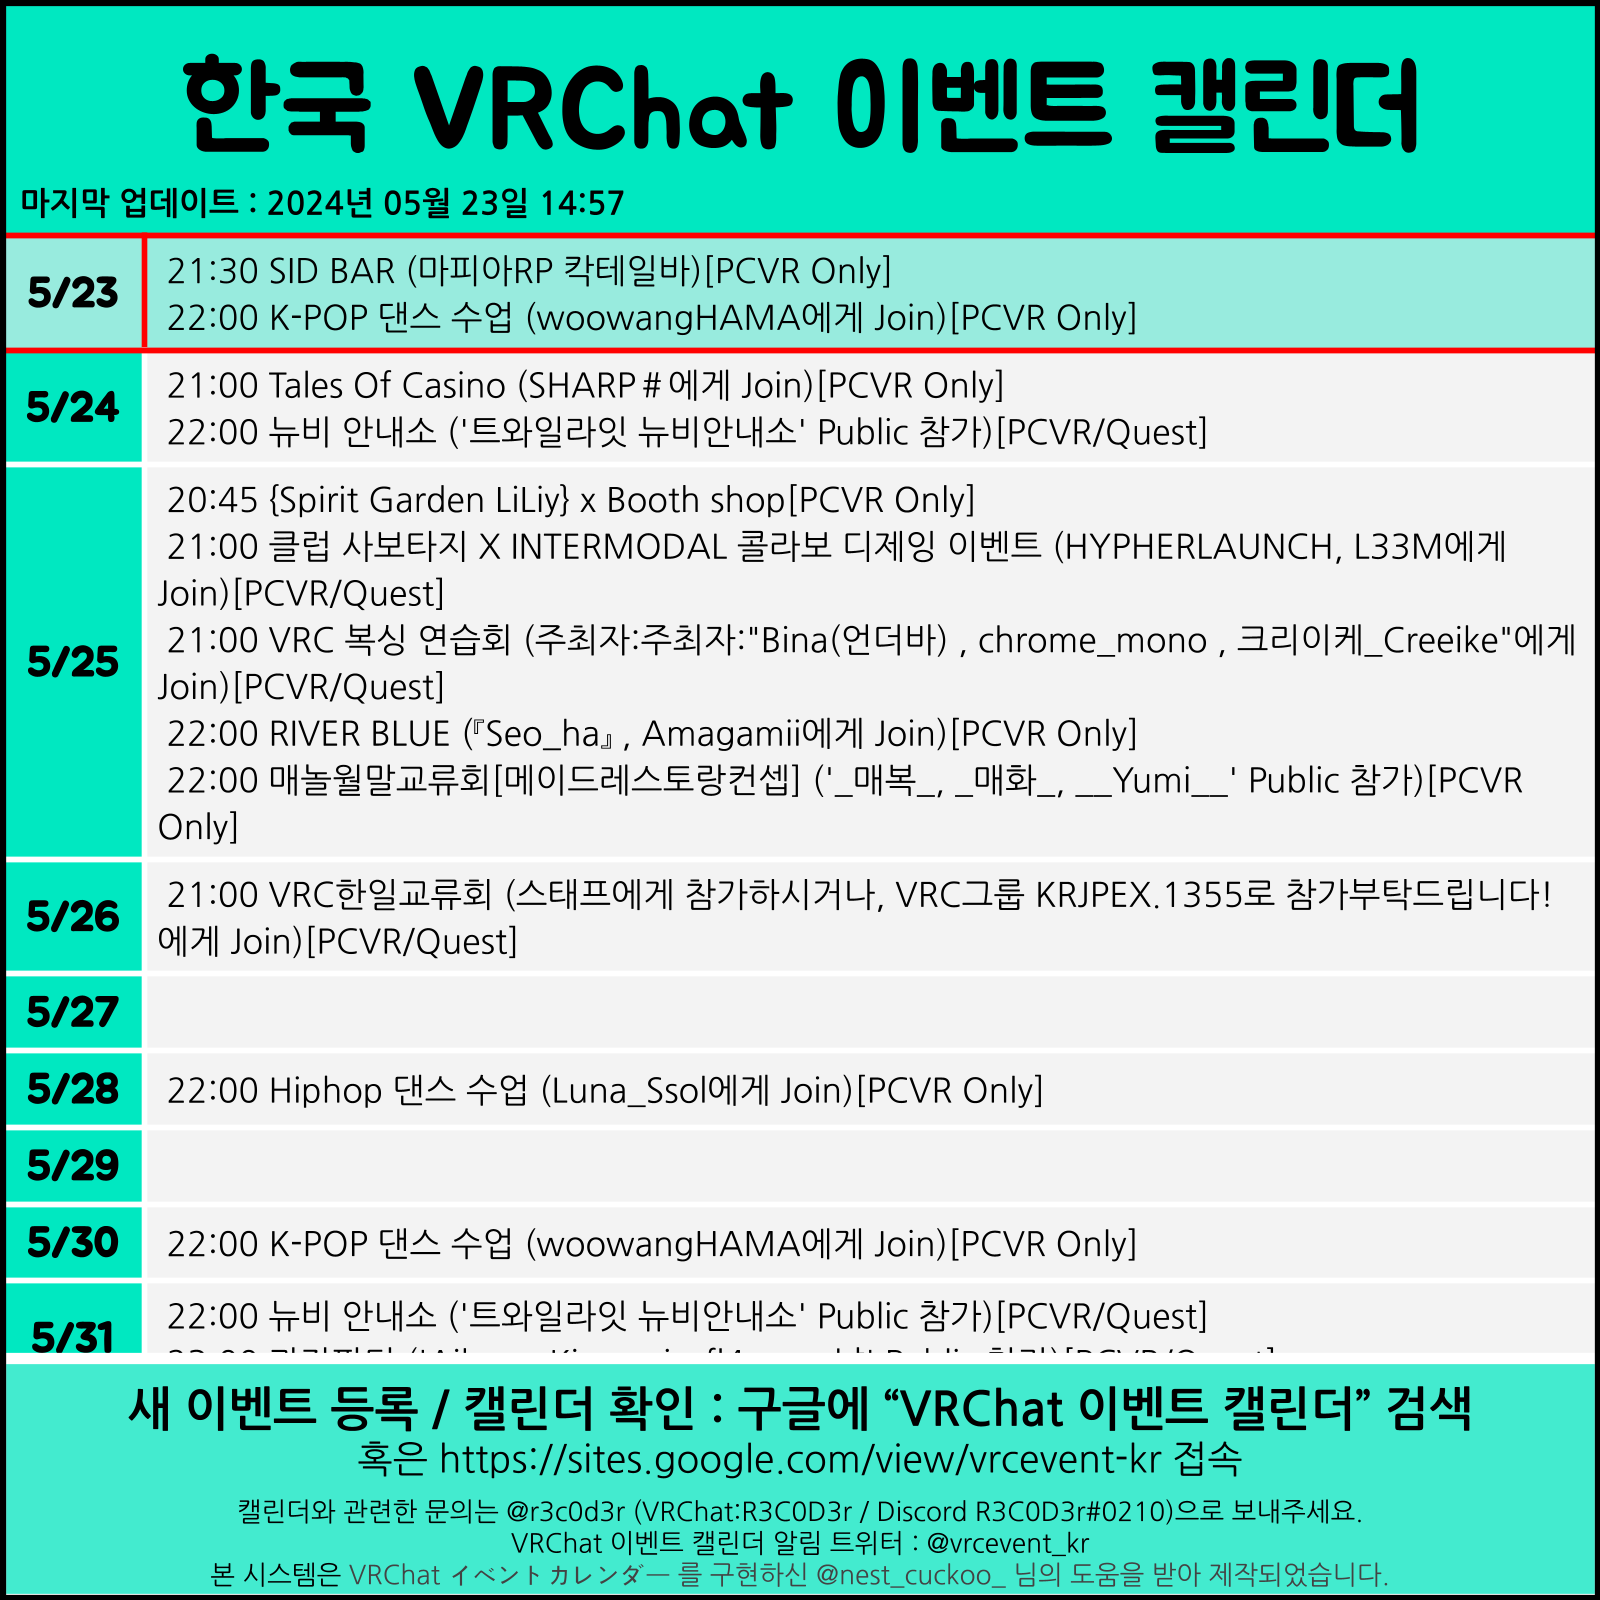 한국 VRChat 이벤트 캘린더
마지막 업데이트 : 2024년 05월 23일 14:57
5/23
21:30 SID BAR (마피아RP 칵테일바)[PCVR Only]
22:00 K-POP 댄스 수업 (woowangHAMA에게 Join)[PCVR Only]
5/24
21:00 Tales Of Casino (SHARP＃에게 Join)[PCVR Only]
22:00 뉴비 안내소 ('트와일라잇 뉴비안내소' Public 참가)[PCVR/Quest]
5/25
20:45 {Spirit Garden LiLiy} x Booth shop[PCVR Only]
21:00 클럽 사보타지 X INTERMODAL 콜라보 디제잉 이벤트 (HYPHERLAUNCH, L33M에게
Join)[PCVR/Quest]
21:00 VRC 복싱 연습회 (주최자:주최자:"Bina(언더바) , chrome_mono , 크리이케_Creeike"에게
Join)[PCVR/Quest]
22:00 RIVER BLUE (『Seo_ha』, Amagamii에게 Join)[PCVR Only]
22:00 매놀월말교류회[메이드레스토랑컨셉] ('_매복_, _매화_, __Yumi__' Public 참가)[PCVR
Only]
5/26
21:00 VRC한일교류회 (스태프에게 참가하시거나, VRC그룹 KRJPEX.1355로 참가부탁드립니다!
에게 Join)[PCVR/Quest]
5/27
5/28
22:00 Hiphop 댄스 수업 (Luna_Ssol에게 Join)[PCVR Only]
5/29
5/30
22:00 K-POP 댄스 수업 (woowangHAMA에게 Join)[PCVR Only]
5/31
22:00 뉴비 안내소 ('트와일라잇 뉴비안내소' Public 참가)[PCVR/Quest]
새 이벤트 등록 / 캘린더 확인 : 구글에 “VRChat 이벤트 캘린더” 검색
혹은 https://sites.google.com/view/vrcevent-kr 접속
캘린더와 관련한 문의는 @r3c0d3r (VRChat:R3C0D3r / Discord R3C0D3r#0210)으로 보내주세요.
VRChat 이벤트 캘린더 알림 트위터 : @vrcevent_kr
본 시스템은 VRChat イベントカレンダー 를 구현하신 @nest_cuckoo_ 님의 도움을 받아 제작되었습니다.